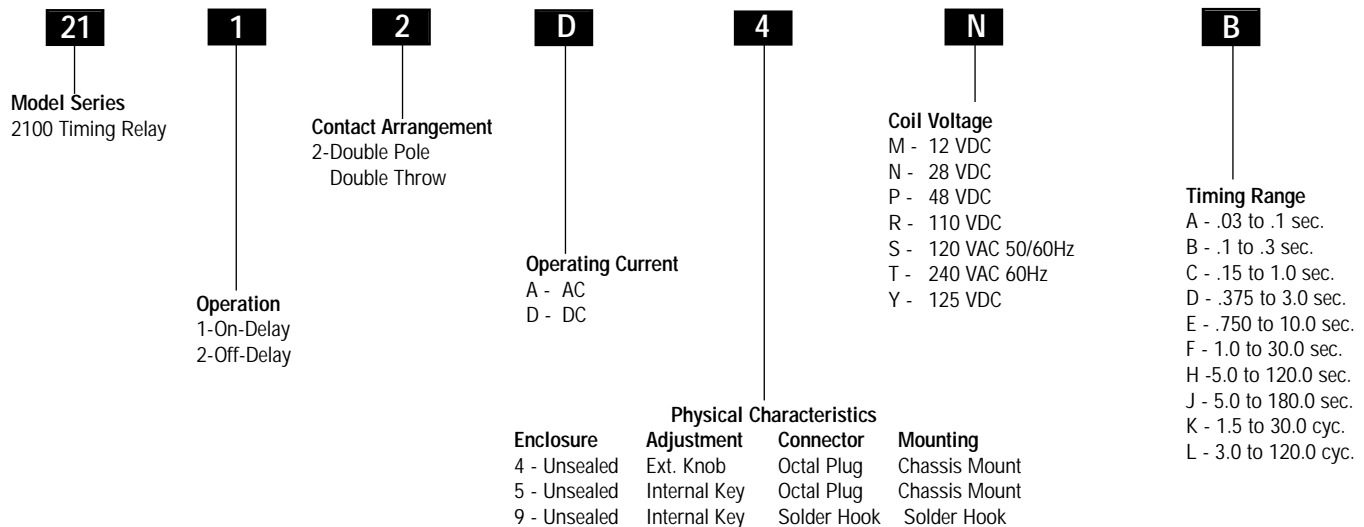 21 1 2 D 4 N B
Model Series
2100 Timing Relay
Operation
1-On-Delay
2-Off-Delay
Contact Arrangement
2-Double Pole
Double Throw
Operating Current
A - AC
D - DC
Physical Characteristics
Enclosure Adjustment Connector Mounting
4 - Unsealed Ext. Knob Octal Plug Chassis Mount
5 - Unsealed Internal Key Octal Plug Chassis Mount
9 - Unsealed Internal Key Solder Hook Solder Hook
Coil Voltage
M - 12 VDC
N - 28 VDC
P - 48 VDC
R - 110 VDC
S - 120 VAC 50/60Hz
T - 240 VAC 60Hz
Y - 125 VDC
Timing Range
A - .03 to .1 sec.
B - .1 to .3 sec.
C - .15 to 1.0 sec.
D - .375 to 3.0 sec.
E - .750 to 10.0 sec.
F - 1.0 to 30.0 sec.
H -5.0 to 120.0 sec.
J - 5.0 to 180.0 sec.
K - 1.5 to 30.0 cyc.
L - 3.0 to 120.0 cyc.